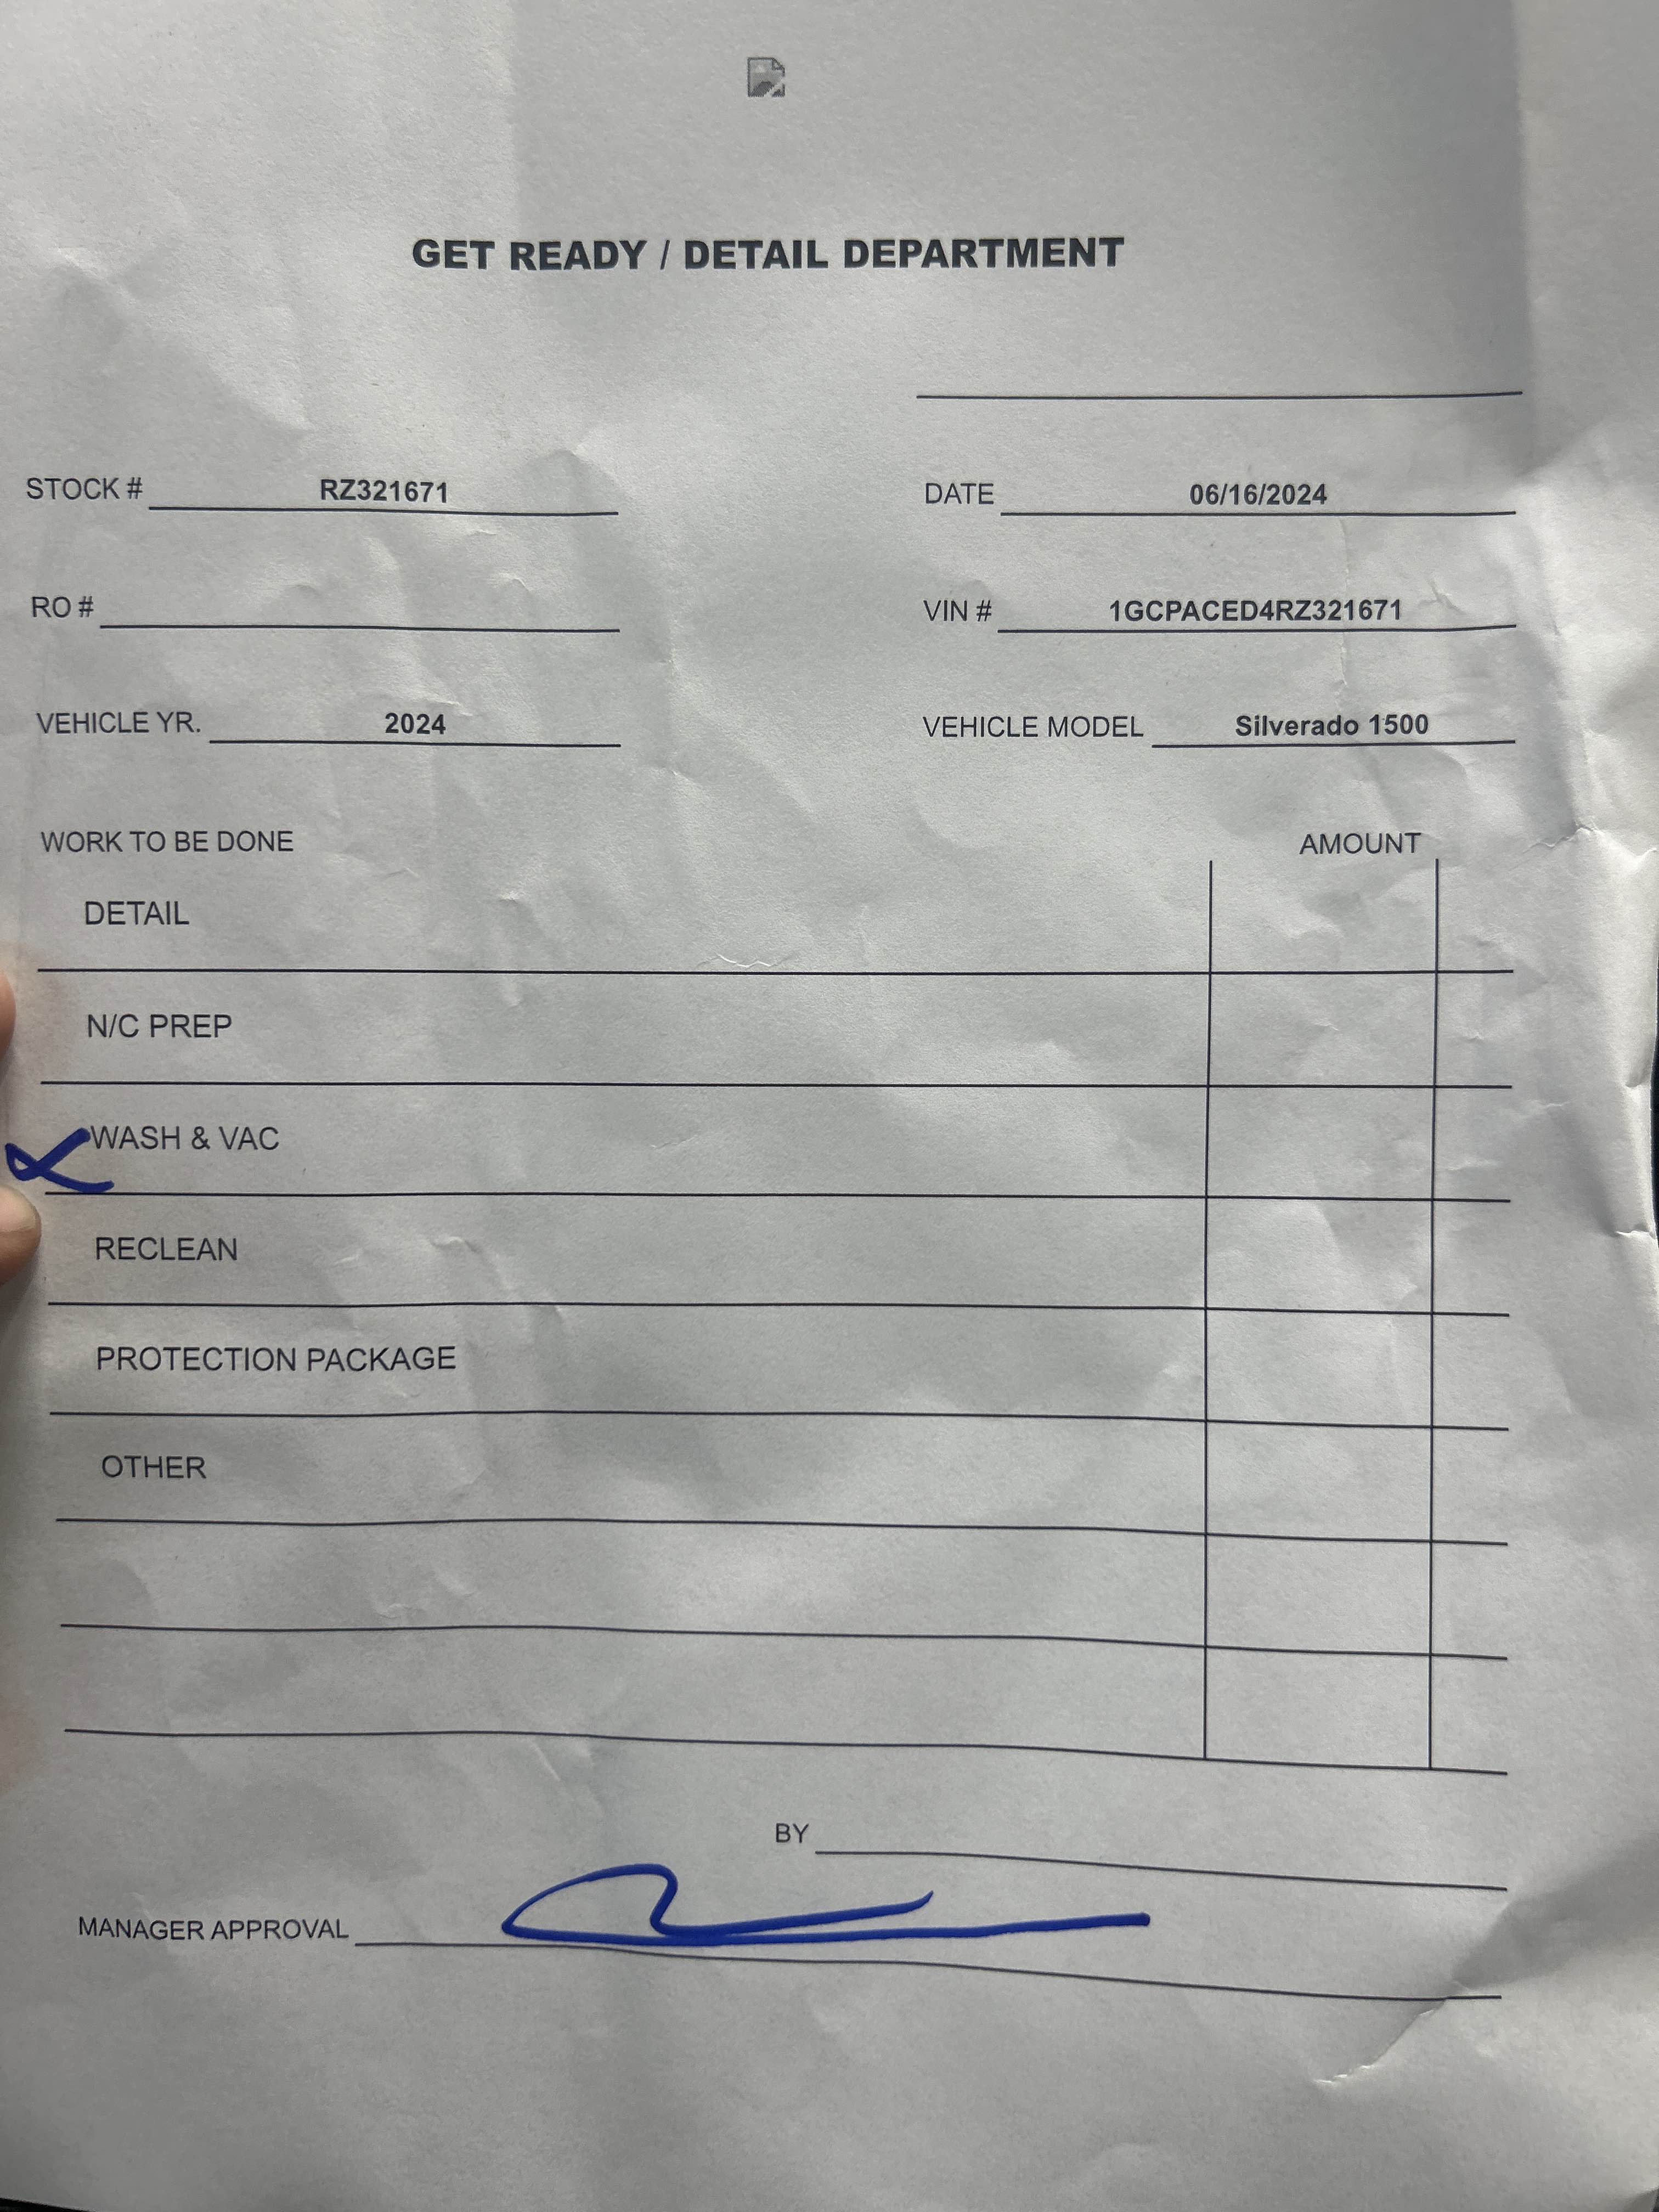 GET READY / DETAIL DEPARTMENT
STOCK # RZ321671 DATE 06/16/2024
RO # VIN # 1GCPACED4RZ321671
VEHICLE YR. 2024 VEHICLE MODEL Silverado 1500
WORK TO BE DONE AMOUNT
DETAIL
N/C PREP
WASH & VAC
RECLEAN
PROTECTION PACKAGE
OTHER
BY
MANAGER APPROVAL